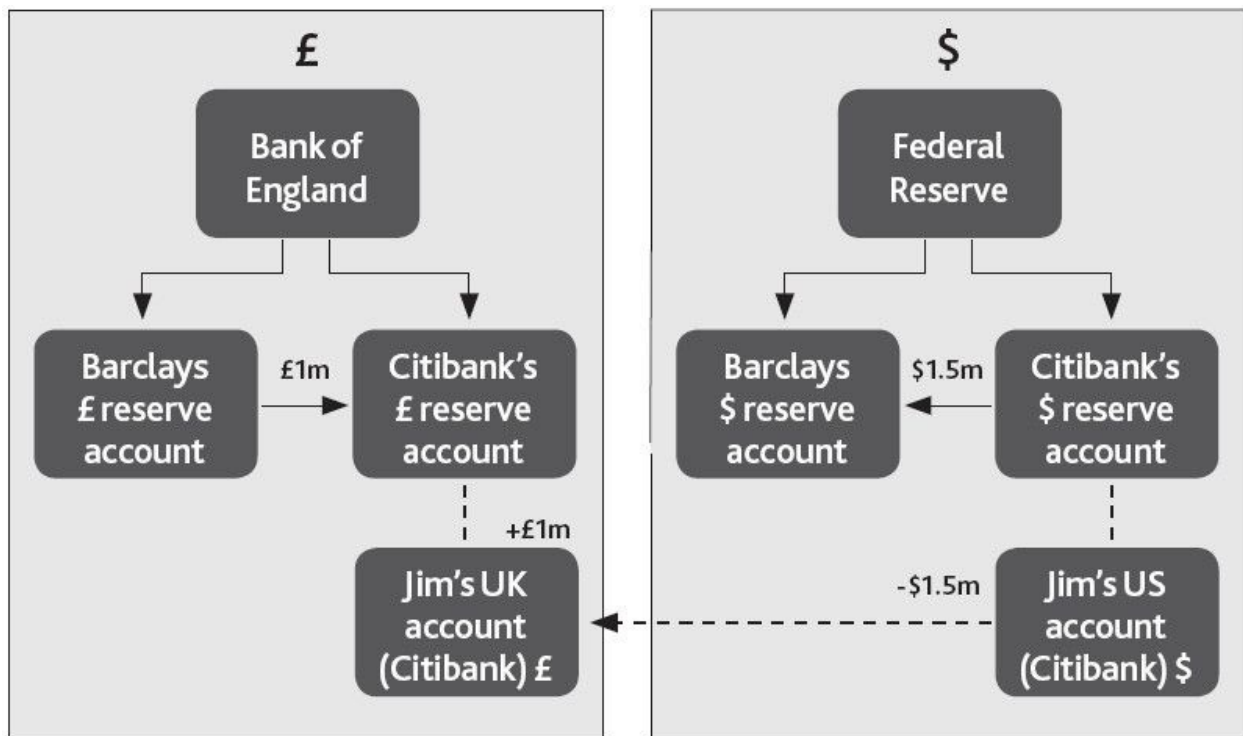 £
Bank of
England
Barclays
£ reserve
account
£1m
Citibank's
£ reserve
account
+£1m
Jim's UK
account
(Citibank) £
$
Federal
Reserve
Barclays
$ reserve
account
$1.5m
Citibank's
$ reserve
account
-$1.5m
Jim's US
account
(Citibank) $